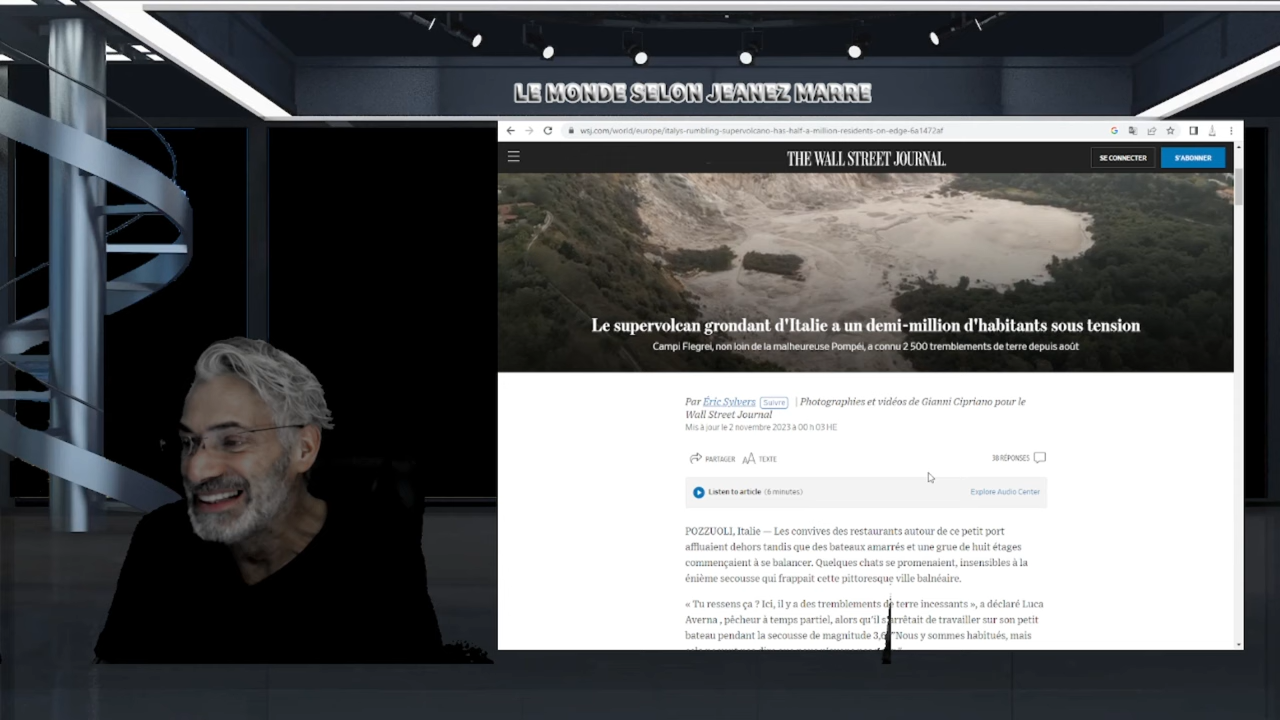 LE MONDE SELON JEANEZ MARRE
wsj.com/world/europe/italys-rumbling-supervolcano-has-half-a-million-residents-on-edge-6a1472af
THE WALL STREET JOURNAL.
SE CONNECTER
S'ABONNER
Le supervolcan grondant d'Italie a un demi-million d'habitants sous tension
Campi Flegrei, non loin de la malheureuse Pompéi, a connu 2 500 tremblements de terre depuis août
Par Éric Sylvers Suivre | Photographies et vidéos de Gianni Cipriano pour le
Wall Street Journal
Mis à jour le 2 novembre 2023 à 00 h 03 HE
PARTAGER AA TEXTE
38 RÉPONSES
Listen to article (6 minutes)
Explore Audio Center
POZZUOLI, Italie — Les convives des restaurants autour de ce petit port
affluaient dehors tandis que des bateaux amarrés et une grue de huit étages
commençaient à se balancer. Quelques chats se promenaient, insensibles à la
énième secousse qui frappait cette pittoresque ville balnéaire.
« Tu ressens ça ? Ici, il y a des tremblements de terre incessants », a déclaré Luca
Averna , pêcheur à temps partiel, alors qu'il s'arrêtait de travailler sur son petit
bateau pendant la secousse de magnitude 3,6. "Nous y sommes habitués, mais